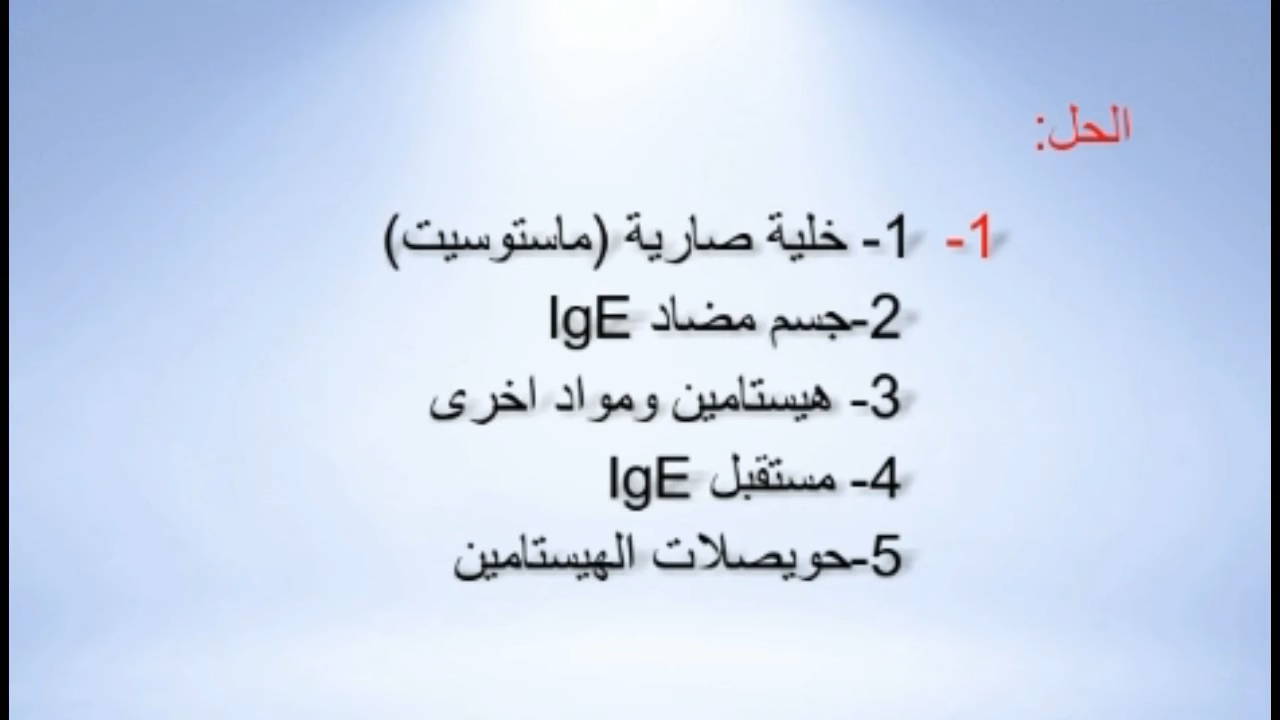 الحل:
1- 1- خلية صارية (ماستوسيت)
2-جسم مضاد IgE
3- هيستامين ومواد اخرى
4- مستقبل IgE
5-حويصلات الهيستامين